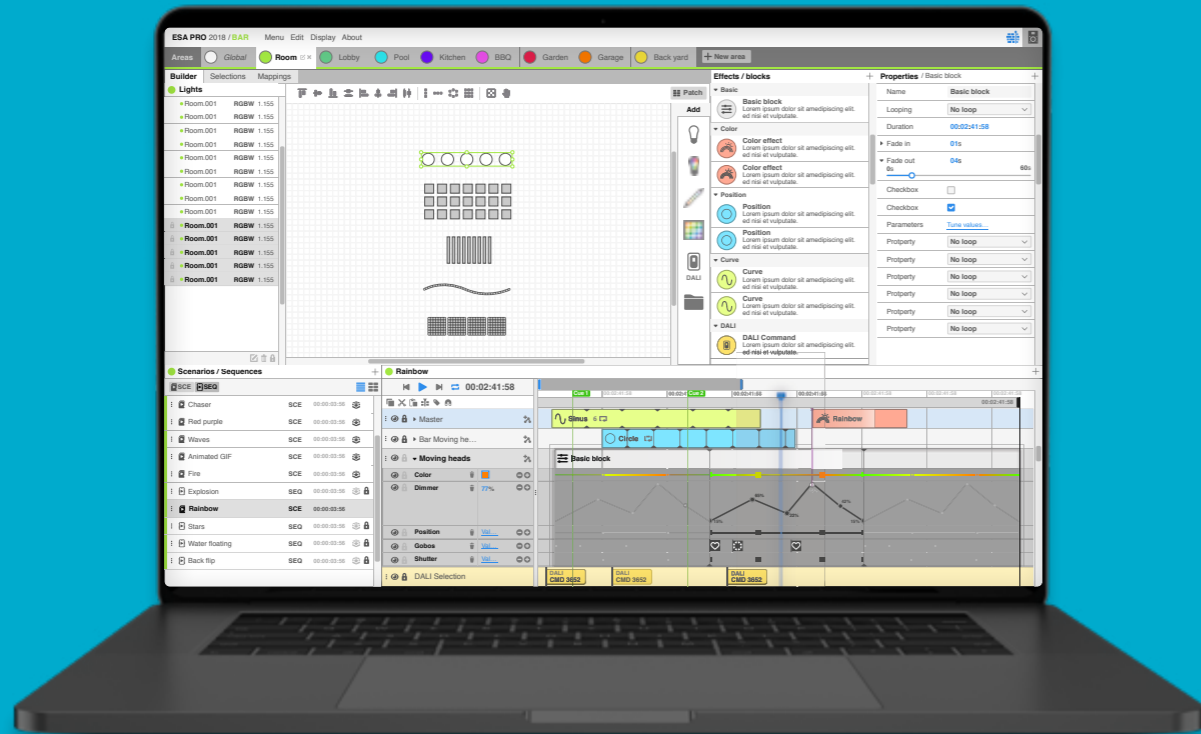 ESA PRO 2018 / BAR Menu Edit Display About
Areas Global Room Lobby Pool Kitchen BBQ Garden Garage Back yard + New area
Builder Selections Mappings
Lights
Room.001 RGBW 1.155
Room.001 RGBW 1.155
Room.001 RGBW 1.155
Room.001 RGBW 1.155
Room.001 RGBW 1.155
Room.001 RGBW 1.155
Room.001 RGBW 1.155
Room.001 RGBW 1.155
Room.001 RGBW 1.155
Room.001 RGBW 1.155
Room.001 RGBW 1.155
Room.001 RGBW 1.155
Room.001 RGBW 1.155
Room.001 RGBW 1.155
Patch
Add
DALI
Effects / blocks
Basic
Basic block
Lorem ipsum dolor sit amedipiscing elit.
ed nisi et vulputate.
Color
Color effect
Lorem ipsum dolor sit amedipiscing elit.
ed nisi et vulputate.
Color effect
Lorem ipsum dolor sit amedipiscing elit.
ed nisi et vulputate.
Position
Position
Lorem ipsum dolor sit amedipiscing elit.
ed nisi et vulputate.
Position
Lorem ipsum dolor sit amedipiscing elit.
ed nisi et vulputate.
Curve
Curve
Lorem ipsum dolor sit amedipiscing elit.
ed nisi et vulputate.
Curve
Lorem ipsum dolor sit amedipiscing elit.
ed nisi et vulputate.
DALI
DALI Command
Lorem ipsum dolor sit amedipiscing elit.
ed nisi et vulputate.
Properties / Basic block
Name Basic block
Looping No loop
Duration 00:02:41:58
Fade in 01s
Fade out 04s
0s 60s
Checkbox
Checkbox
Parameters Tune values...
Protperty No loop
Protperty No loop
Protperty No loop
Protperty No loop
Protperty No loop
Protperty No loop
Scenarios / Sequences
SCE SEQ
Chaser SCE 00:00:03:56
Red purple SCE 00:00:03:56
Waves SCE 00:00:03:56
Animated GIF SCE 00:00:03:56
Fire SCE 00:00:03:56
Explosion SEQ 00:00:03:56
Rainbow 00:00:03:56
Stars SEQ 00:00:03:56
Water floating SEQ 00:00:03:56
Back flip SEQ 00:00:03:56
Rainbow
00:02:41:58
Cue 1 Cue 2
00:02:41:58
Master
Sinus 6 Rainbow
Bar Moving he...
Circle
Moving heads
Basic block
Color
Dimmer 77%
Position Val...
Gobos Val...
Shutter Val...
DALI Selection
DALI
CMD 3652
DALI
CMD 3652
DALI
CMD 3652